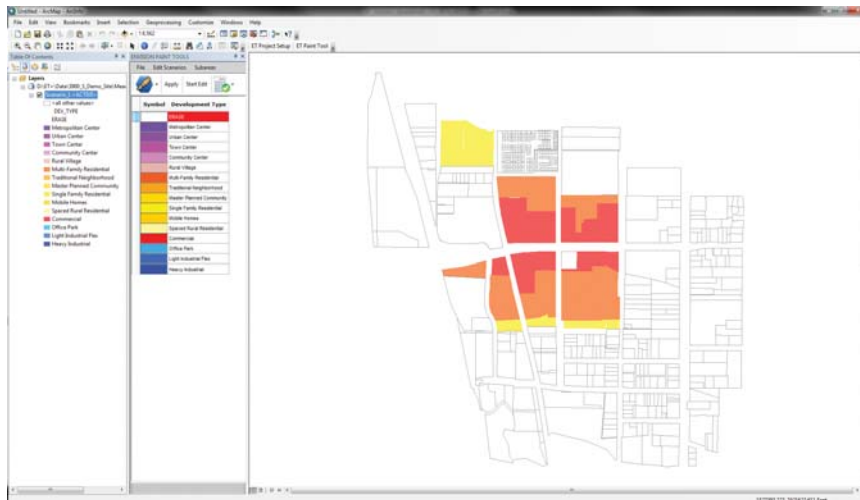 Untitled - ArcMap - ArcInfo
File Edit View Bookmarks Insert Selection Geoprocessing Customize Windows Help
ET Project Setup ET Paint Tool
Table Of Contents
Layers
<all other values>
DEV_TYPE
ERASE
Metropolitan Center
Urban Center
Town Center
Community Center
Rural Village
Multi-Family Residential
Traditional Neighborhood
Master Planned Community
Single Family Residential
Mobile Homes
Spaced Rural Residential
Commercial
Office Park
Light Industrial Flex
Heavy Industrial
ENVISION PAINT TOOLS
File Edit Scenarios Subareas
Apply Start Edit
Symbol Development Type
ERASE
Metropolitan Center
Urban Center
Town Center
Community Center
Rural Village
Multi-Family Residential
Traditional Neighborhood
Master Planned Community
Single Family Residential
Mobile Homes
Spaced Rural Residential
Commercial
Office Park
Light Industrial Flex
Heavy Industrial